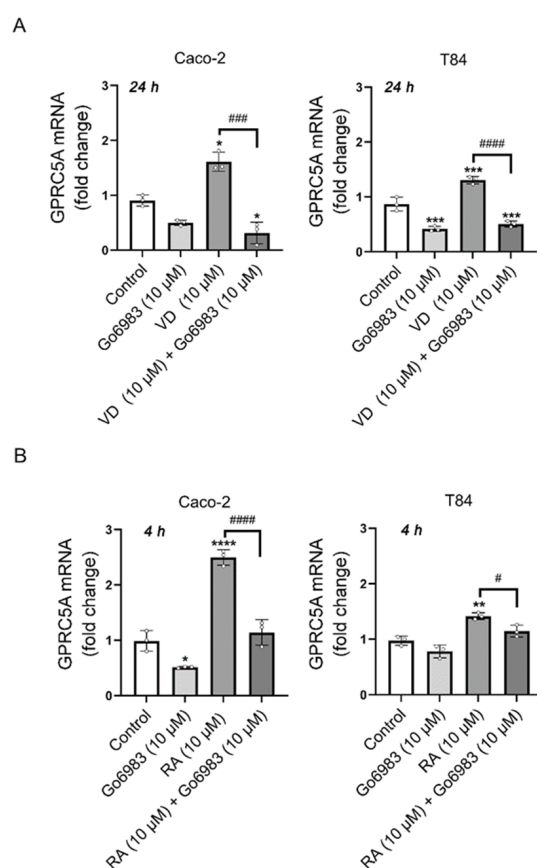 A
Caco-2
24 h
GPRC5A mRNA
(fold change)
3
2
1
0
*
###
*
Control
Go6983 (10 µM)
VD (10 µM)
VD (10 µM) + Go6983 (10 µM)
T84
24 h
GPRC5A mRNA
(fold change)
3
2
1
0
***
***
####
***
Control
Go6983 (10 µM)
VD (10 µM)
VD (10 µM) + Go6983 (10 µM)
B
Caco-2
4 h
GPRC5A mRNA
(fold change)
3
2
1
0
*
****
####
Control
Go6983 (10 µM)
RA (10 µM)
RA (10 µM) + Go6983 (10 µM)
T84
4 h
GPRC5A mRNA
(fold change)
3
2
1
0
**
#
Control
Go6983 (10 µM)
RA (10 µM)
RA (10 µM) + Go6983 (10 µM)